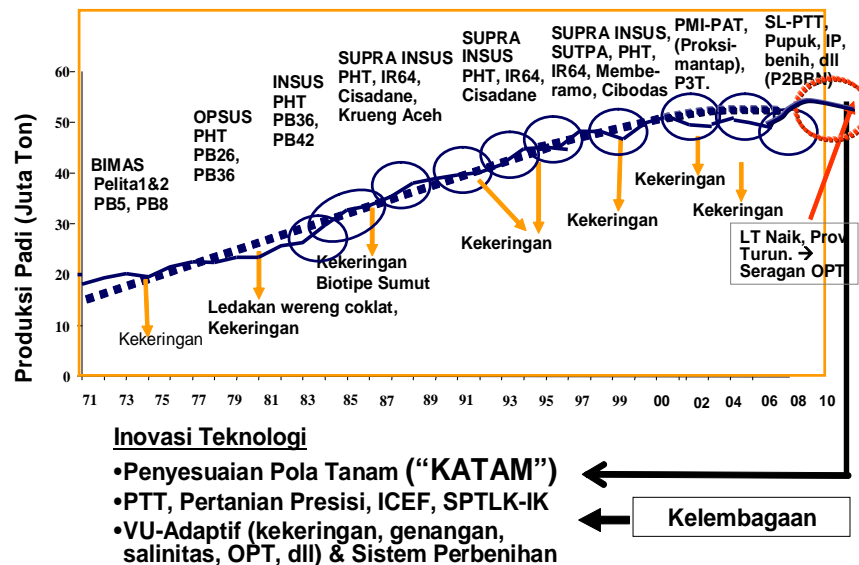 Produksi Padi (Juta Ton)
60
50
40
30
20
10
0
BIMAS
Pelita1&2
PB5, PB8
OPSUS
PHT
PB26,
PB36
INSUS
PHT
PB36,
PB42
SUPRA INSUS
PHT, IR64,
Cisadane,
Krueng Aceh
SUPRA
INSUS
PHT, IR64,
Cisadane
SUPRA INSUS,
SUTPA, PHT,
IR64, Membe-
ramo, Cibodas
PMI-PAT,
(Proksi-
mantap),
P3T.
SL-PTT,
Pupuk, IP,
benih, dll
(P2BRN)
Kekeringan
Ledakan wereng coklat,
Kekeringan
Kekeringan
Biotipe Sumut
Kekeringan
Kekeringan
Kekeringan
Kekeringan
LT Naik, Prov
Turun. →
Seragan OPT
71 73 75 77 79 81 83 85 87 89 91 93 95 97 99 00 02 04 06 08 10
Inovasi Teknologi
•Penyesuaian Pola Tanam (“KATAM”)
•PTT, Pertanian Presisi, ICEF, SPTLK-IK
•VU-Adaptif (kekeringan, genangan,
salinitas, OPT, dll) & Sistem Perbenihan
Kelembagaan